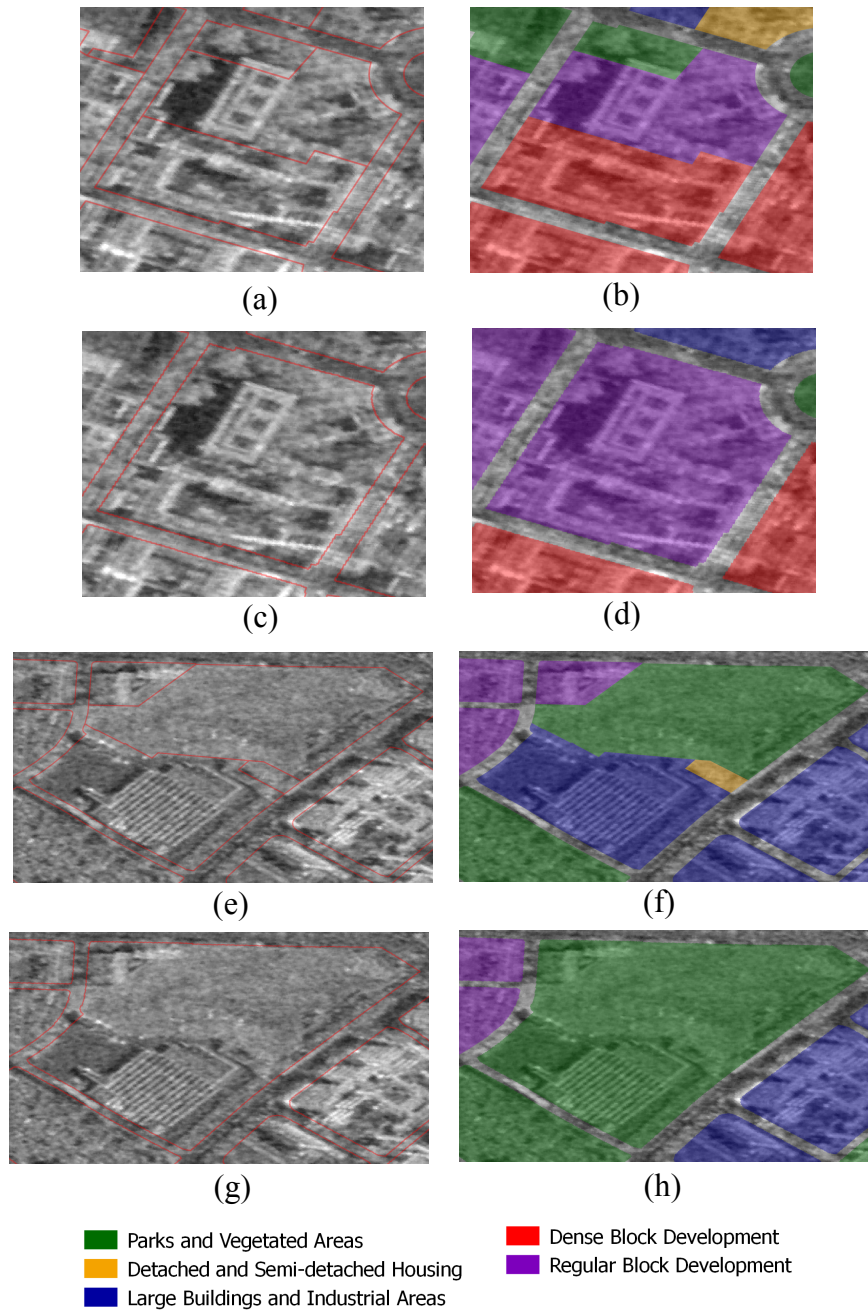 (a) (b)
(c) (d)
(e) (f)
(g) (h)
Parks and Vegetated Areas
Detached and Semi-detached Housing
Large Buildings and Industrial Areas
Dense Block Development
Regular Block Development